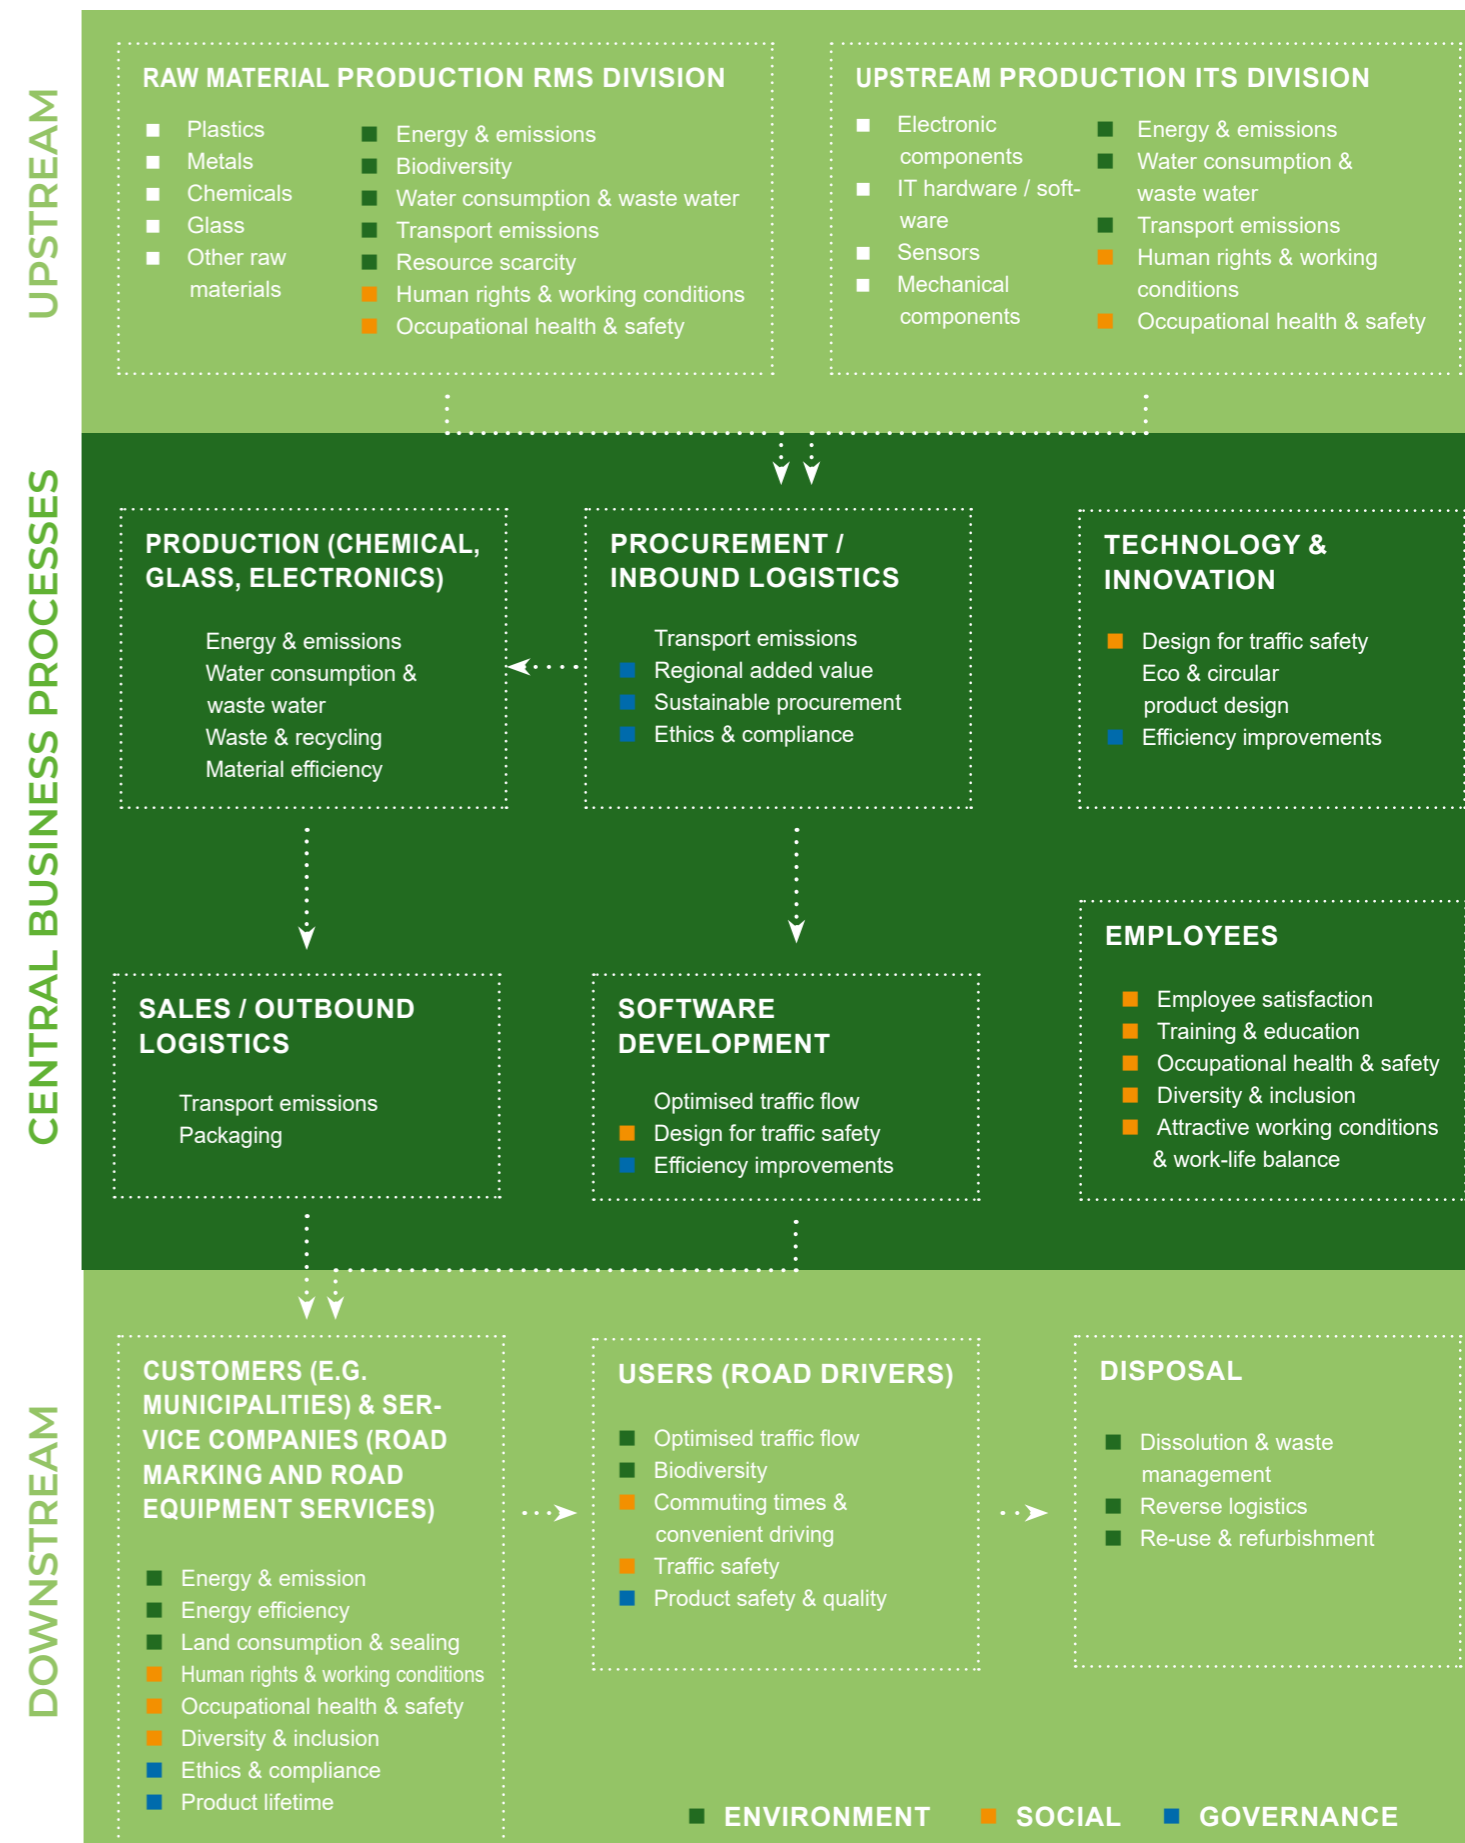 UPSTREAM
RAW MATERIAL PRODUCTION RMS DIVISION
Plastics
Metals
Chemicals
Glass
Other raw
materials
Energy & emissions
Biodiversity
Water consumption & waste water
Transport emissions
Resource scarcity
Human rights & working conditions
Occupational health & safety
UPSTREAM PRODUCTION ITS DIVISION
Electronic
components
IT hardware / soft-
ware
Sensors
Mechanical
components
Energy & emissions
Water consumption &
waste water
Transport emissions
Human rights & working
conditions
Occupational health & safety
CENTRAL BUSINESS PROCESSES
PRODUCTION (CHEMICAL,
GLASS, ELECTRONICS)
Energy & emissions
Water consumption &
waste water
Waste & recycling
Material efficiency
PROCUREMENT /
INBOUND LOGISTICS
Transport emissions
Regional added value
Sustainable procurement
Ethics & compliance
TECHNOLOGY &
INNOVATION
Design for traffic safety
Eco & circular
product design
Efficiency improvements
SALES / OUTBOUND
LOGISTICS
Transport emissions
Packaging
SOFTWARE
DEVELOPMENT
Optimised traffic flow
Design for traffic safety
Efficiency improvements
EMPLOYEES
Employee satisfaction
Training & education
Occupational health & safety
Diversity & inclusion
Attractive working conditions
& work-life balance
DOWNSTREAM
CUSTOMERS (E.G.
MUNICIPALITIES) & SER-
VICE COMPANIES (ROAD
MARKING AND ROAD
EQUIPMENT SERVICES)
Energy & emission
Energy efficiency
Land consumption & sealing
Human rights & working conditions
Occupational health & safety
Diversity & inclusion
Ethics & compliance
Product lifetime
USERS (ROAD DRIVERS)
Optimised traffic flow
Biodiversity
Commuting times &
convenient driving
Traffic safety
Product safety & quality
DISPOSAL
Dissolution & waste
management
Reverse logistics
Re-use & refurbishment
ENVIRONMENT
SOCIAL
GOVERNANCE